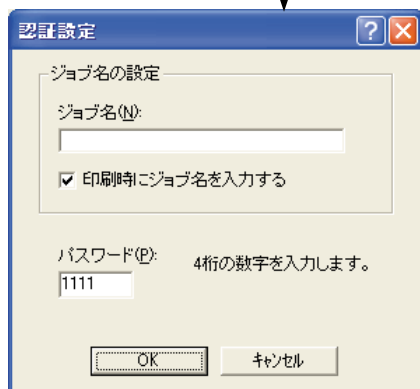 認証設定
ジョブ名の設定
ジョブ名(N):
印刷時にジョブ名を入力する
パスワード(P):
4桁の数字を入力します。
1111
OK
キャンセル